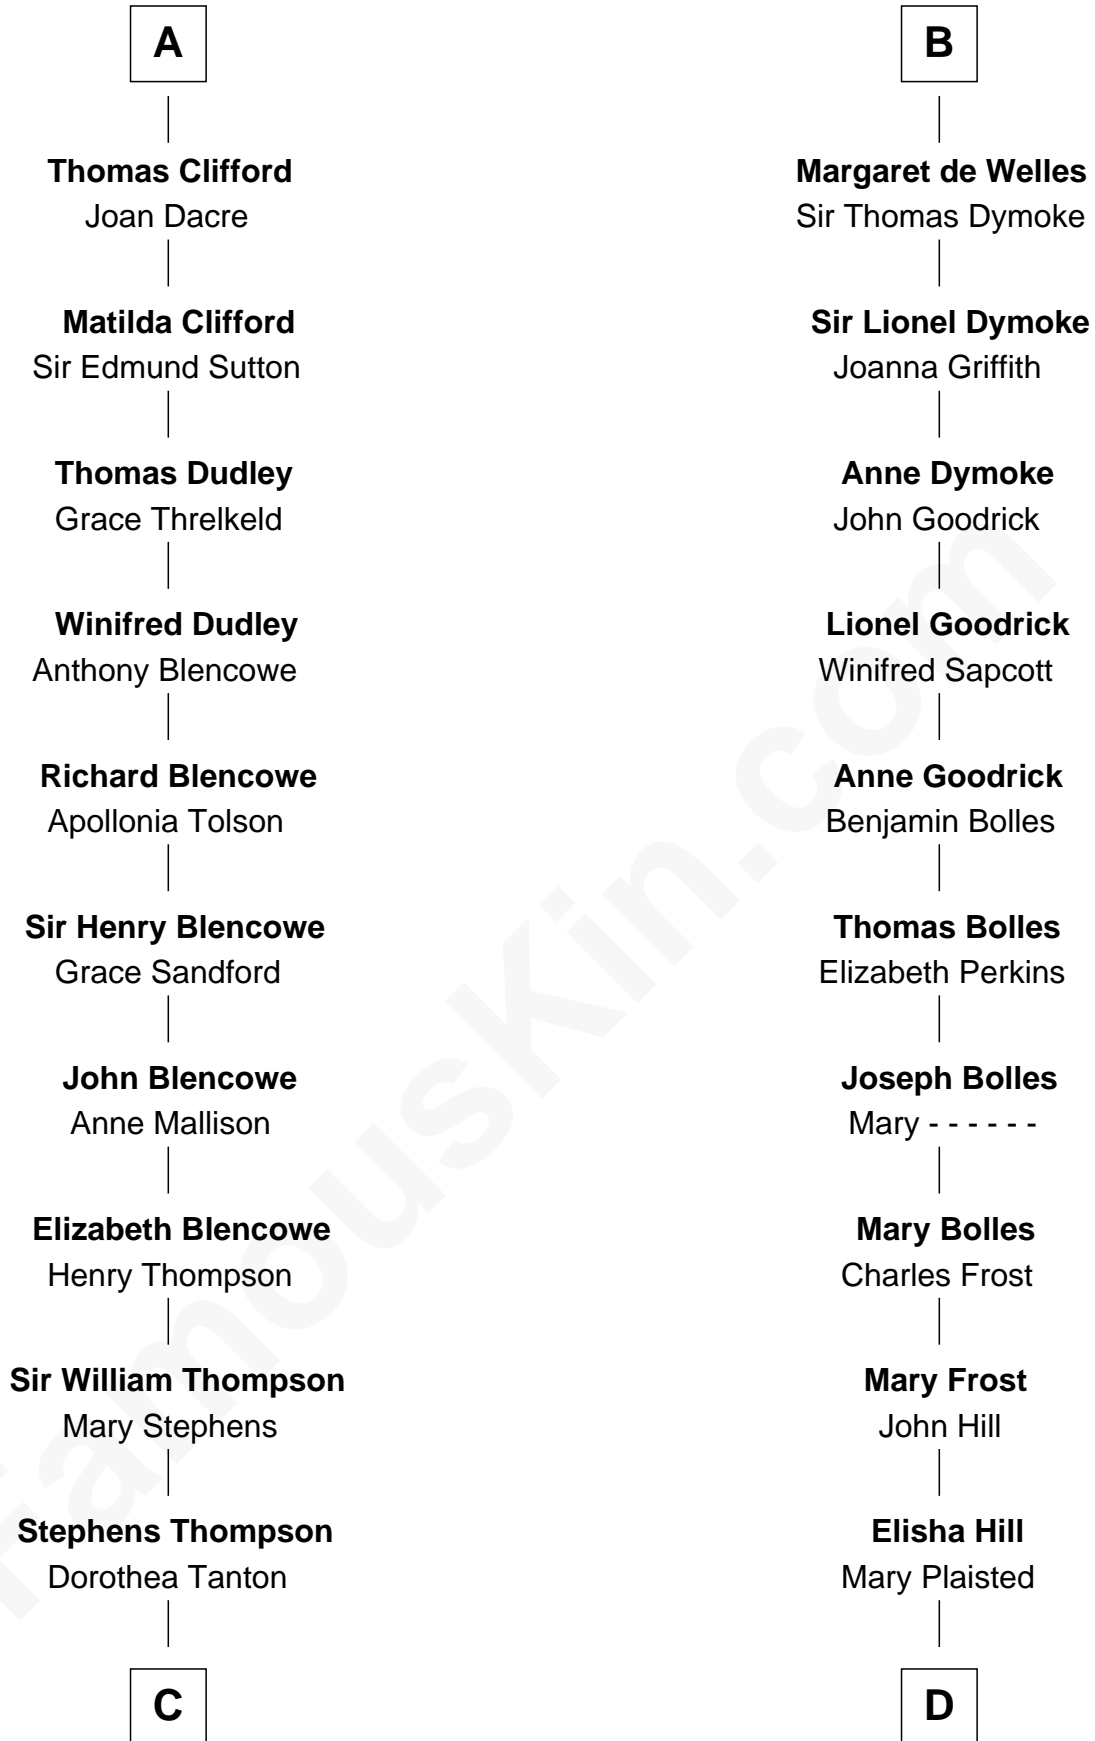 A
Thomas Clifford
Joan Dacre
Matilda Clifford
Sir Edmund Sutton
Thomas Dudley
Grace Threlkeld
Winifred Dudley
Anthony Blencowe
Richard Blencowe
Apollonia Tolson
Sir Henry Blencowe
Grace Sandford
John Blencowe
Anne Mallison
Elizabeth Blencowe
Henry Thompson
Sir William Thompson
Mary Stephens
Stephens Thompson
Dorothea Tanton
C
B
Margaret de Welles
Sir Thomas Dymoke
Sir Lionel Dymoke
Joanna Griffith
Anne Dymoke
John Goodrick
Lionel Goodrick
Winifred Sapcott
Anne Goodrick
Benjamin Bolles
Thomas Bolles
Elizabeth Perkins
Joseph Bolles
Mary - - - - - -
Mary Bolles
Charles Frost
Mary Frost
John Hill
Elisha Hill
Mary Plaisted
D
FamousKin.com